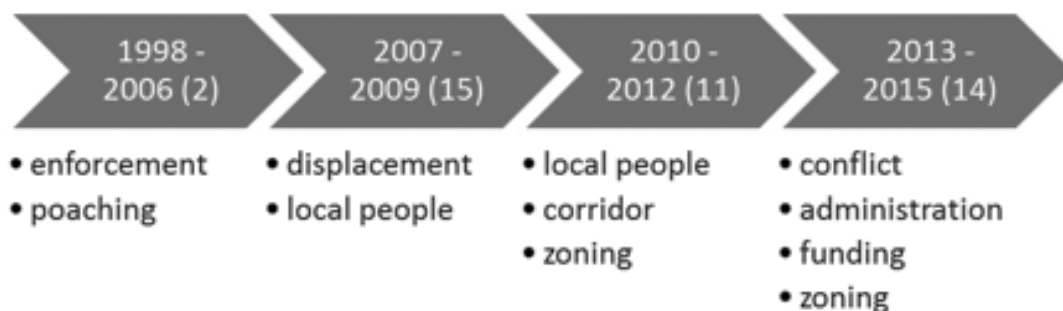 1998 -
2006 (2)
• enforcement
• poaching
2007 -
2009 (15)
• displacement
• local people
2010 -
2012 (11)
• local people
• corridor
• zoning
2013 -
2015 (14)
• conflict
• administration
• funding
• zoning